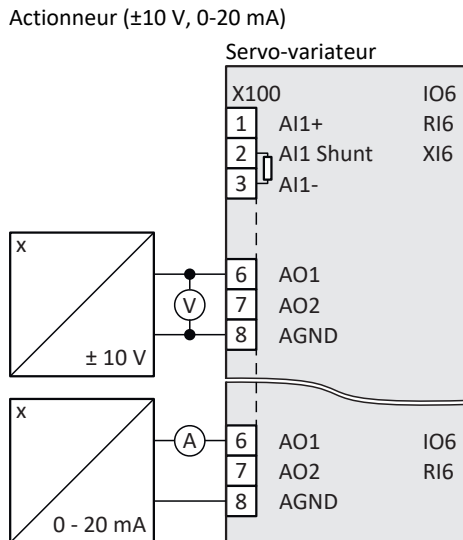 Actionneur (±10 V, 0-20 mA)
Servo-variateur
X100 IO6
1 AI1+ RI6
2 AI1 Shunt XI6
3 AI1-
x
6 AO1
V 7 AO2
± 10 V 8 AGND
x
A 6 AO1 IO6
7 AO2 RI6
0 - 20 mA 8 AGND